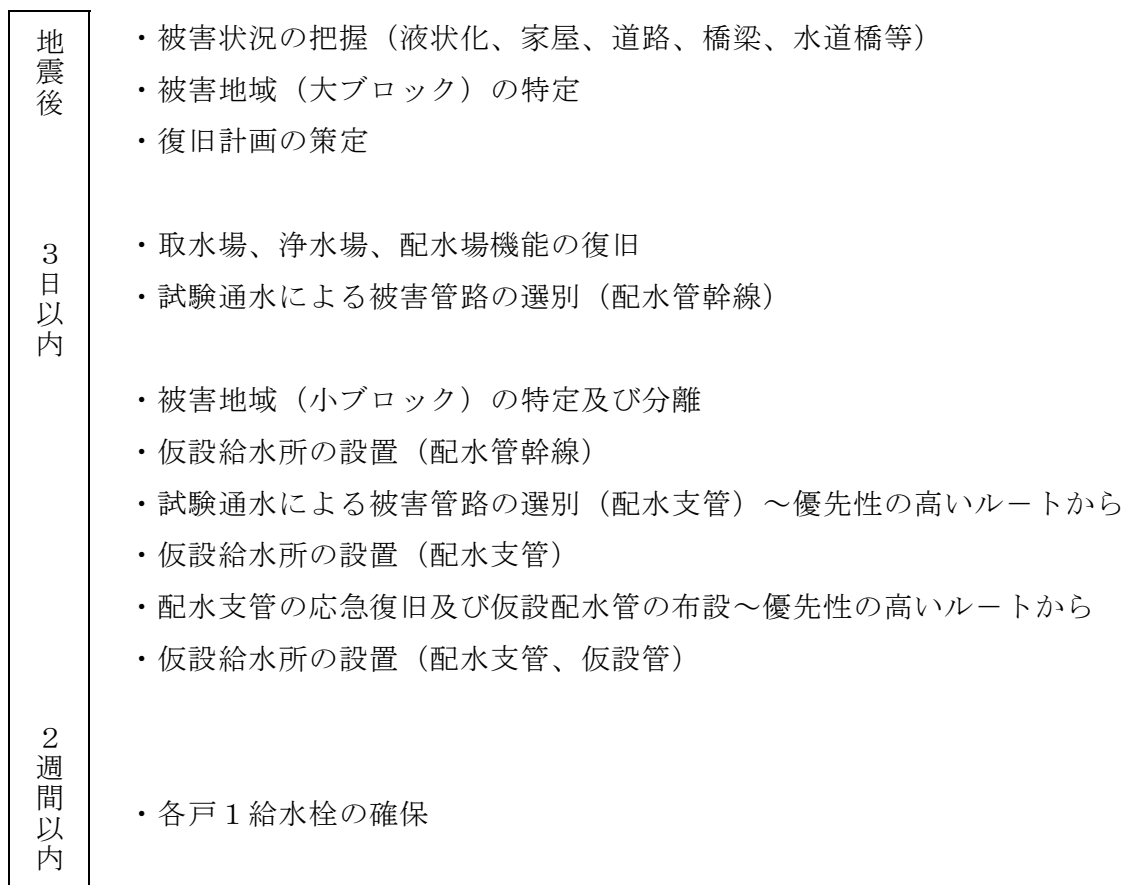 地震後
・被害状況の把握（液状化、家屋、道路、橋梁、水道橋等）
・被害地域（大ブロック）の特定
・復旧計画の策定
３日以内
・取水場、浄水場、配水場機能の復旧
・試験通水による被害管路の選別（配水管幹線）
・被害地域（小ブロック）の特定及び分離
・仮設給水所の設置（配水管幹線）
・試験通水による被害管路の選別（配水支管）～優先性の高いルートから
・仮設給水所の設置（配水支管）
・配水支管の応急復旧及び仮設配水管の布設～優先性の高いルートから
・仮設給水所の設置（配水支管、仮設管）
２週間以内
・各戸１給水栓の確保